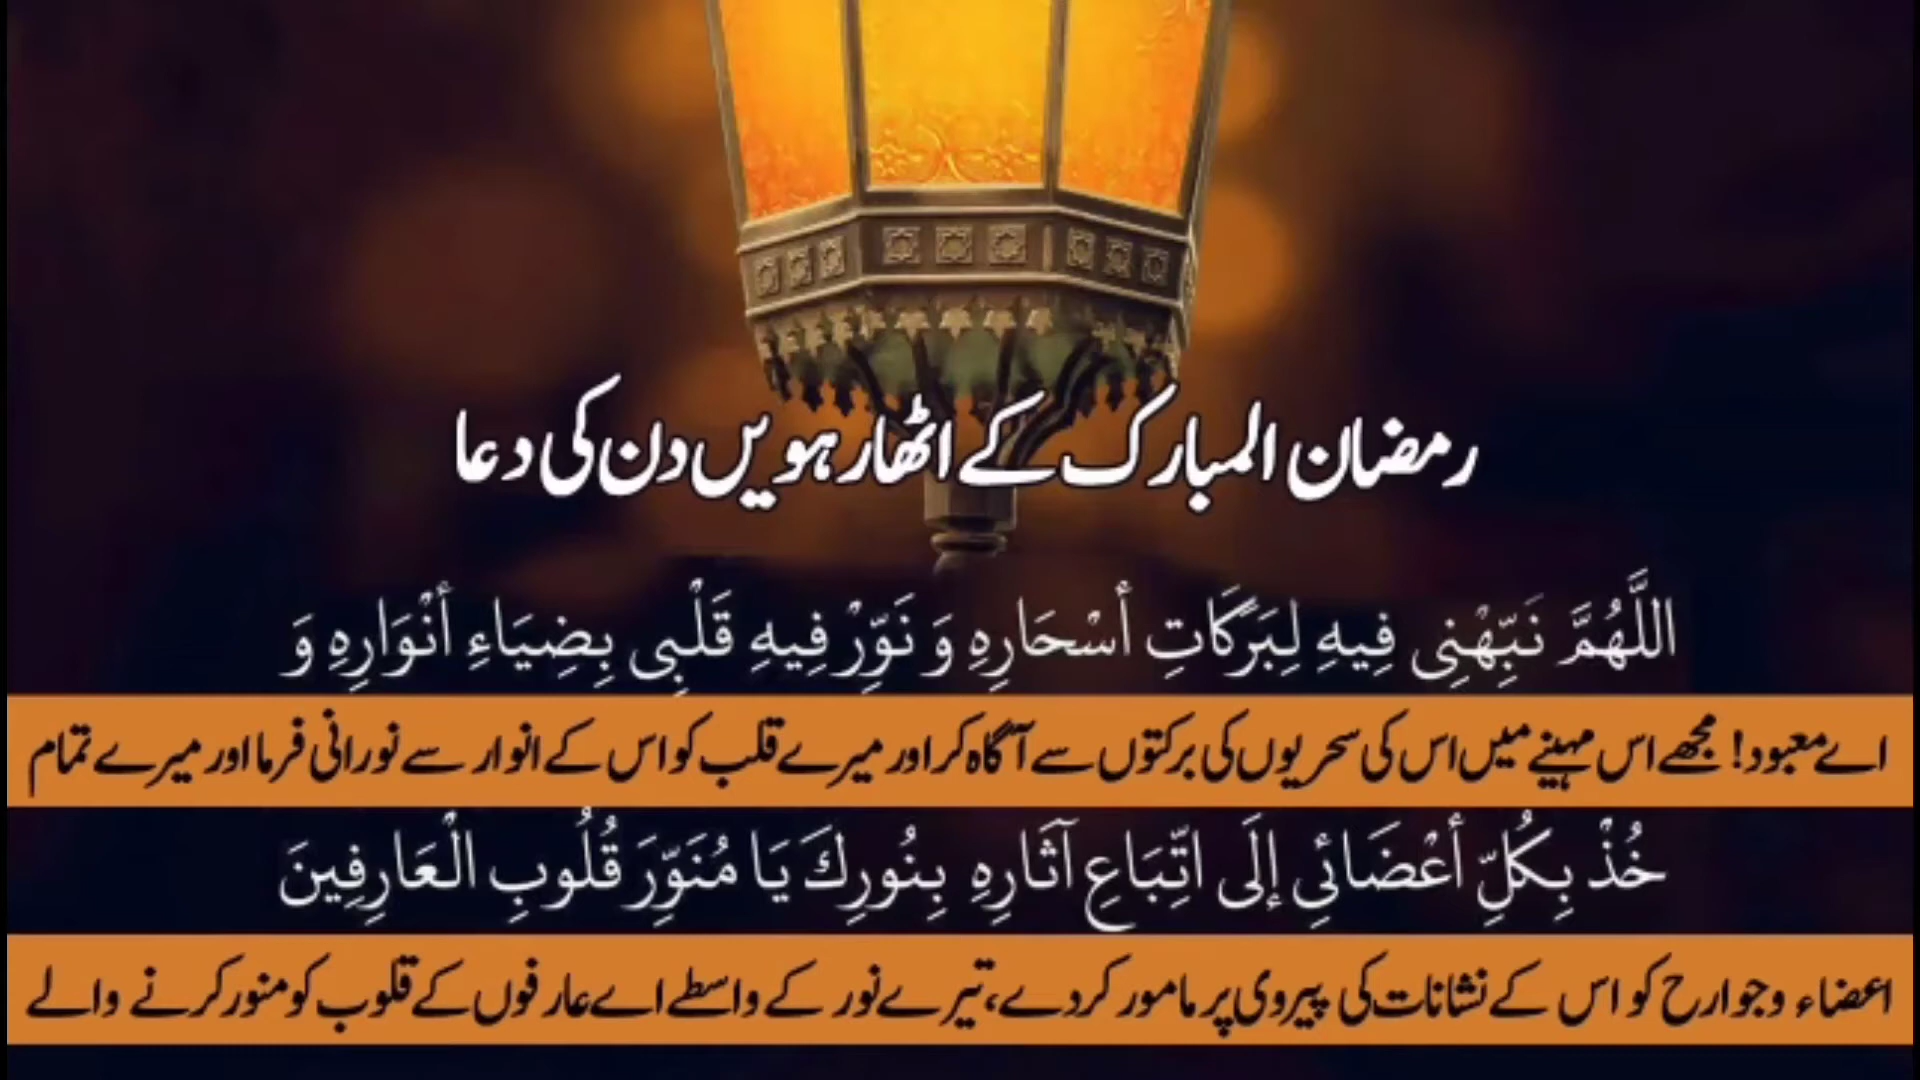 رمضان المبارک کے اٹھارہویں دن کی دعا
اللَّهُمَّ نَبِّهْنِي فِيهِ لِبَرَكَاتِ أَسْحَارِهِ وَ نَوِّرْ فِيهِ قَلْبِي بِضِيَاءِ أَنْوَارِهِ وَ
اے معبود! مجھے اس مہینے میں اس کی سحریوں کی برکتوں سے آگاہ کر اور میرے قلب کو اس کے انوار سے نورانی فرما اور میرے تمام
خُذْ بِكُلِّ أَعْضَائِي إِلَى اتِّبَاعِ آثَارِهِ بِنُورِكَ يَا مُنَوِّرَ قُلُوبِ الْعَارِفِينَ
اعضاء وجوارح کو اس کے نشانات کی پیروی پر مامور کردے، تیرے نور کے واسطے اے عارفوں کے قلوب کو منور کرنے والے